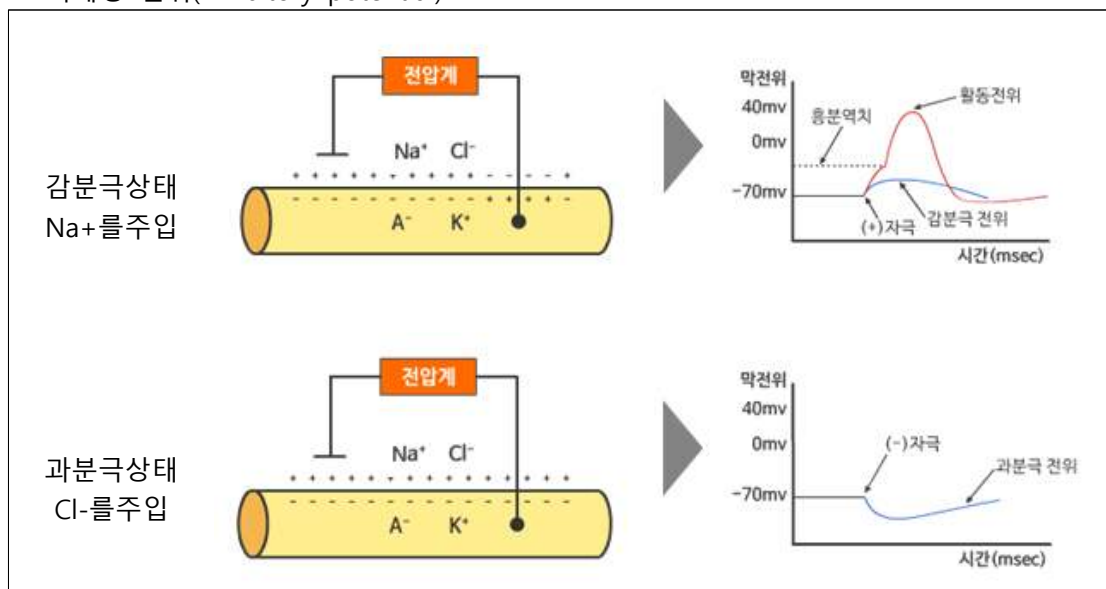 전압계
Na⁺ Cl⁻
+ + + + + + + + + + - - - - - +
- - - - - - - - - - + + + + -
A⁻ K⁺
감분극상태
Na+를주입
막전위
40mv
0mv
-70mv
흥분역치
활동전위
(+)자극
감분극 전위
시간(msec)
전압계
Na⁺ Cl⁻
+ + + + + + + + + + + + + + + +
- - - - - - - - - - - - - - -
A⁻ K⁺
과분극상태
Cl-를주입
막전위
40mv
0mv
-70mv
(-)자극
과분극 전위
시간(msec)